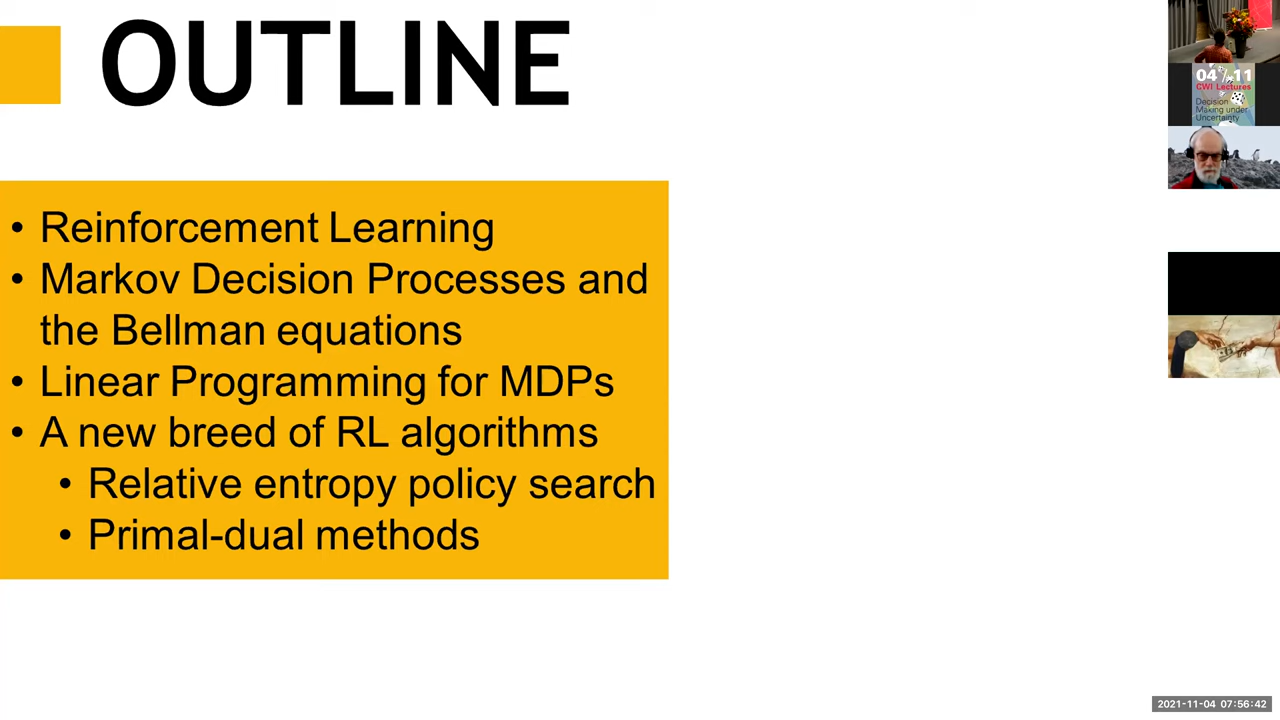 OUTLINE
• Reinforcement Learning
• Markov Decision Processes and
the Bellman equations
• Linear Programming for MDPs
• A new breed of RL algorithms
• Relative entropy policy search
• Primal-dual methods
04 11
CWI Lectures
Decision
Making under
Uncertainty
2021-11-04 07:56:42